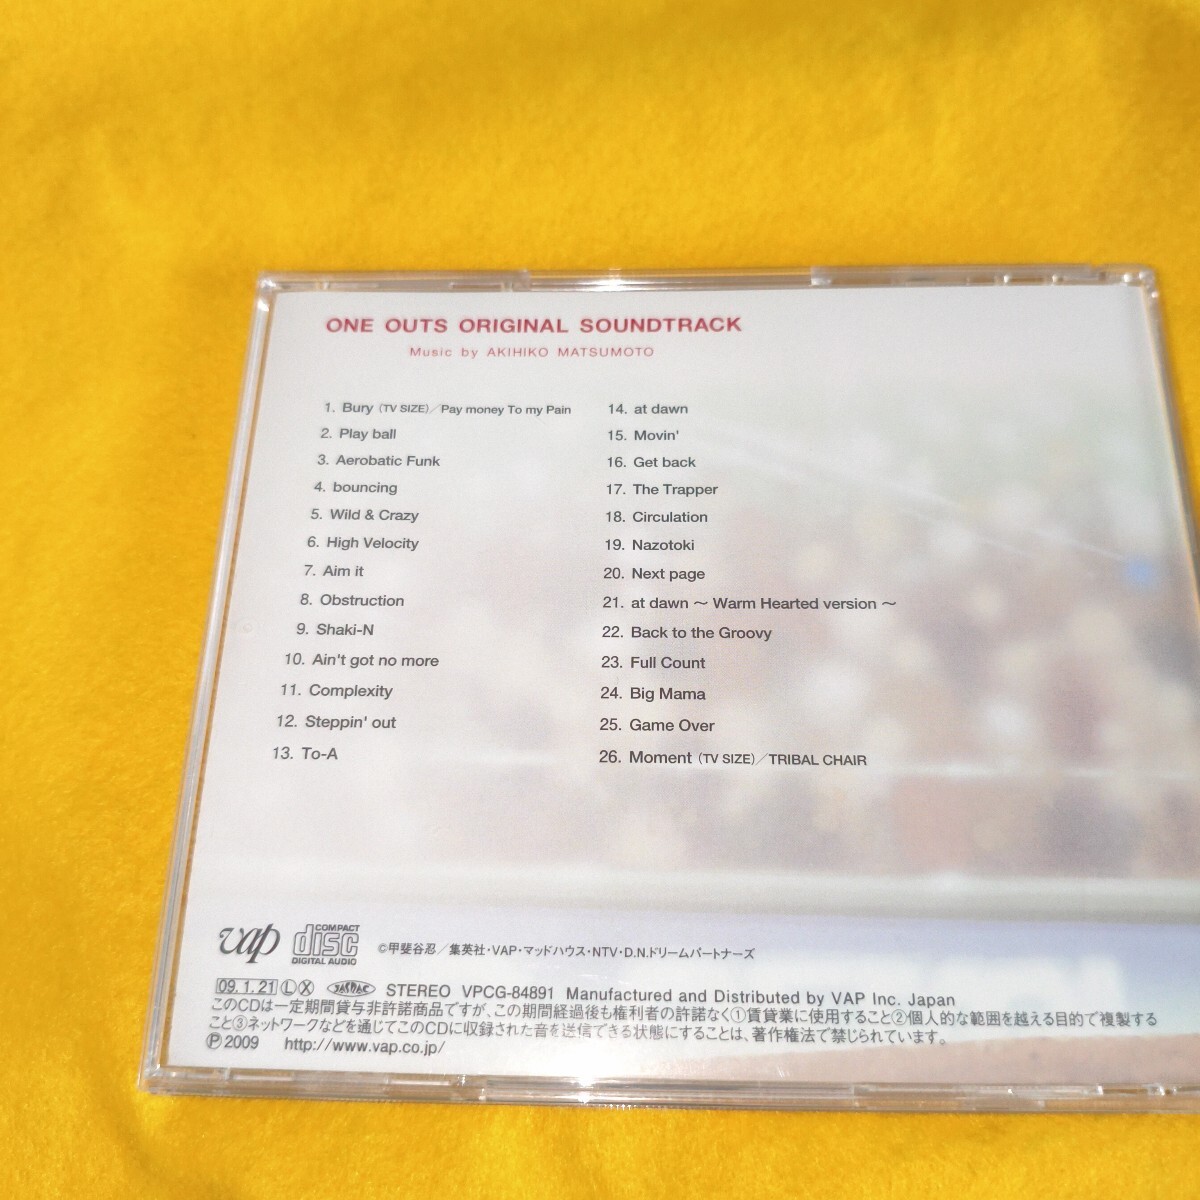 ONE OUTS ORIGINAL SOUNDTRACK
Music by AKIHIKO MATSUMOTO
1. Bury (TV SIZE)／Pay money To my Pain
2. Play ball
3. Aerobatic Funk
4. bouncing
5. Wild & Crazy
6. High Velocity
7. Aim it
8. Obstruction
9. Shaki-N
10. Ain't got no more
11. Complexity
12. Steppin' out
13. To-A
14. at dawn
15. Movin'
16. Get back
17. The Trapper
18. Circulation
19. Nazotoki
20. Next page
21. at dawn ～ Warm Hearted version ～
22. Back to the Groovy
23. Full Count
24. Big Mama
25. Game Over
26. Moment (TV SIZE)／TRIBAL CHAIR
vap COMPACT disc DIGITAL AUDIO ©甲斐谷忍／集英社・VAP・マッドハウス・NTV・D.N.ドリームパートナーズ
09.1.21 Ⓛ Ⓧ JASRAC STEREO VPCG-84891 Manufactured and Distributed by VAP Inc. Japan
このCDは一定期間貸与非許諾商品ですが、この期間経過後も権利者の許諾なく①賃貸業に使用すること②個人的な範囲を越える目的で複製する
こと③ネットワークなどを通じてこのCDに収録された音を送信できる状態にすることは、著作権法で禁じられています。
Ⓟ2009 http://www.vap.co.jp/